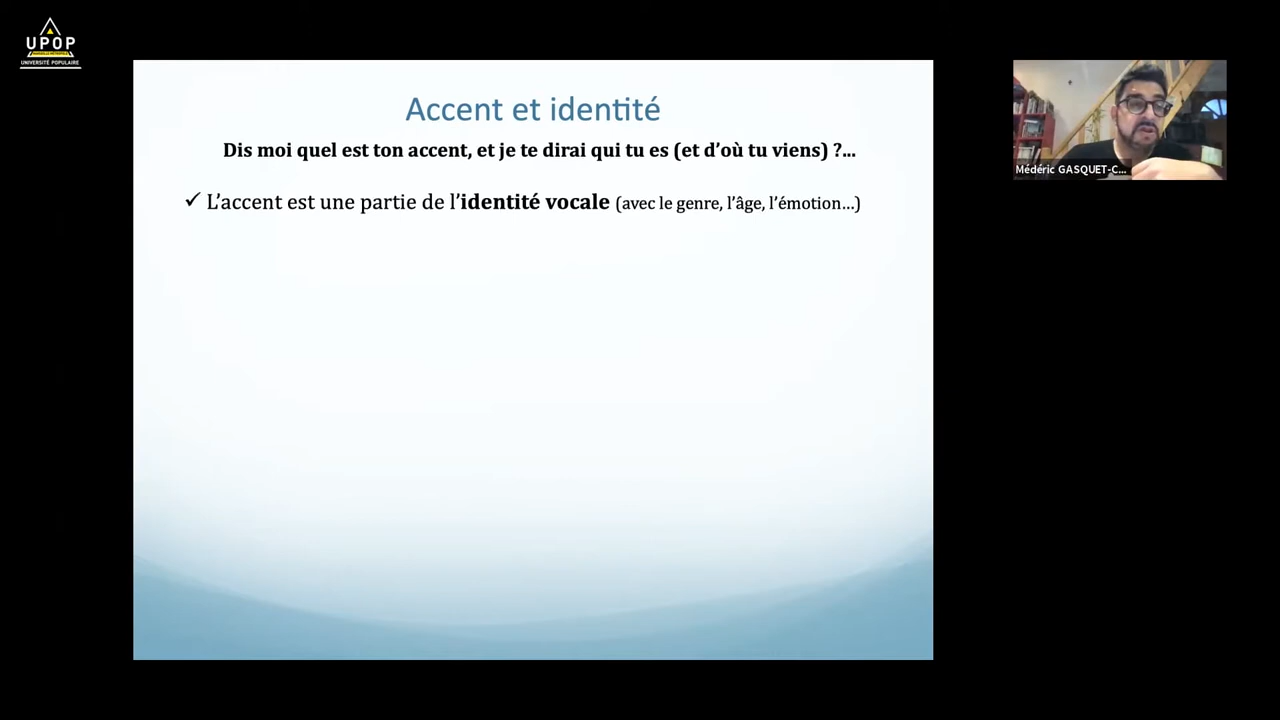 UPOP
UNIVERSITÉ POPULAIRE
Accent et identité
Dis moi quel est ton accent, et je te dirai qui tu es (et d’où tu viens) ?...
✓ L’accent est une partie de l’identité vocale (avec le genre, l’âge, l’émotion…)
Médéric GASQUET-C...